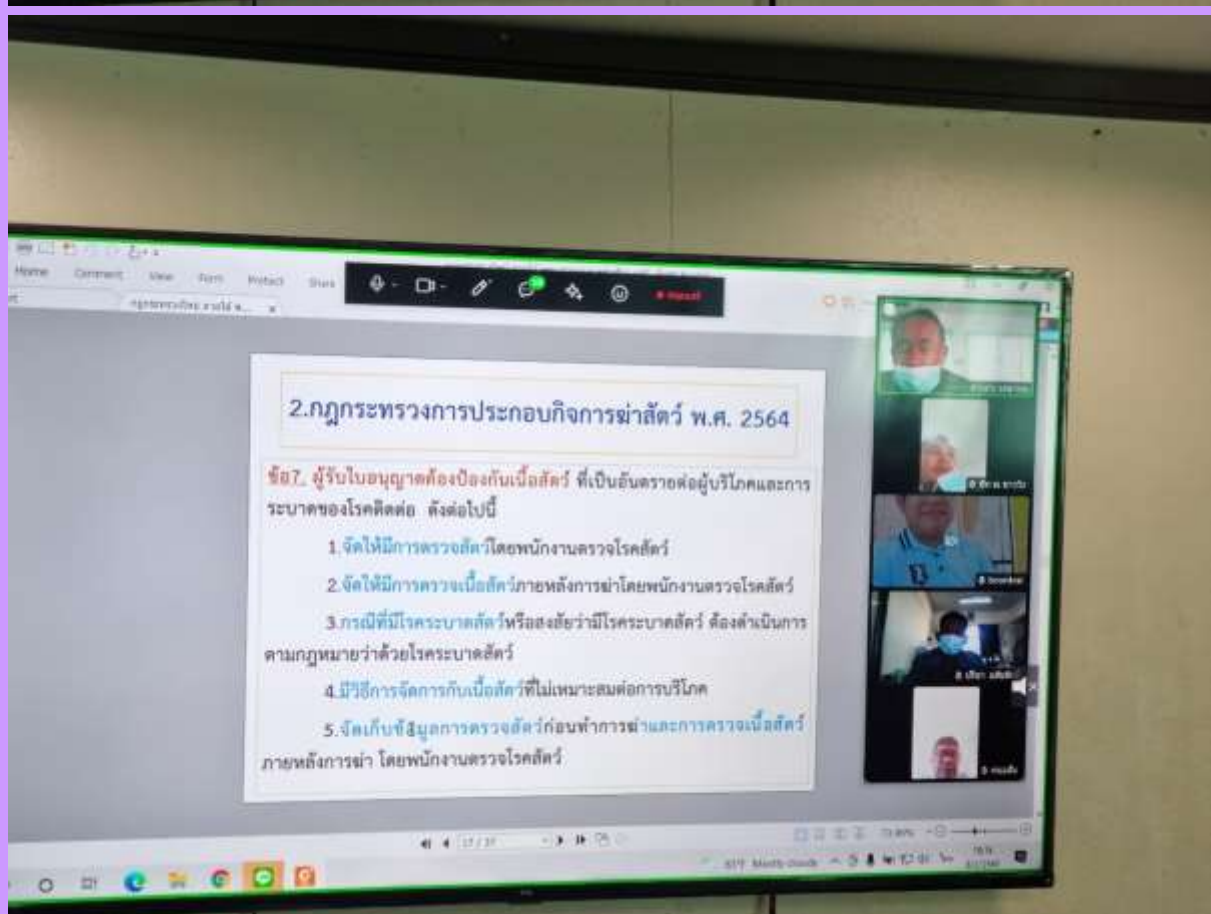 Home Comment View Form Protect Share
2.กฎกระทรวงการประกอบกิจการฆ่าสัตว์ พ.ศ. 2564
ข้อ7. ผู้รับใบอนุญาตต้องป้องกันเนื้อสัตว์ ที่เป็นอันตรายต่อผู้บริโภคและการ
ระบาดของโรคติดต่อ ดังต่อไปนี้
1.จัดให้มีการตรวจสัตว์โดยพนักงานตรวจโรคสัตว์
2.จัดให้มีการตรวจเนื้อสัตว์ภายหลังการฆ่าโดยพนักงานตรวจโรคสัตว์
3.กรณีที่มีโรคระบาดสัตว์หรือสงสัยว่ามีโรคระบาดสัตว์ ต้องดำเนินการ
ตามกฎหมายว่าด้วยโรคระบาดสัตว์
4.มีวิธีการจัดการกับเนื้อสัตว์ที่ไม่เหมาะสมต่อการบริโภค
5.จัดเก็บข้อมูลการตรวจสัตว์ก่อนทำการฆ่าและการตรวจเนื้อสัตว์
ภายหลังการฆ่า โดยพนักงานตรวจโรคสัตว์
17 / 37
Mostly cloudy